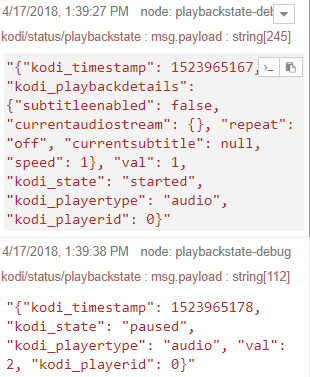 4/17/2018, 1:39:27 PM node: playbackstate-deb
kodi/status/playbackstate : msg.payload : string[245]
"{"kodi_timestamp": 1523965167,
"kodi_playbackdetails":
{"subtitleenabled": false,
"currentaudiostream": {}, "repeat":
"off", "currentsubtitle": null,
"speed": 1}, "val": 1,
"kodi_state": "started",
"kodi_playertype": "audio",
"kodi_playerid": 0}"
4/17/2018, 1:39:38 PM node: playbackstate-debug
kodi/status/playbackstate : msg.payload : string[112]
"{"kodi_timestamp": 1523965178,
"kodi_state": "paused",
"kodi_playertype": "audio", "val":
2, "kodi_playerid": 0}"